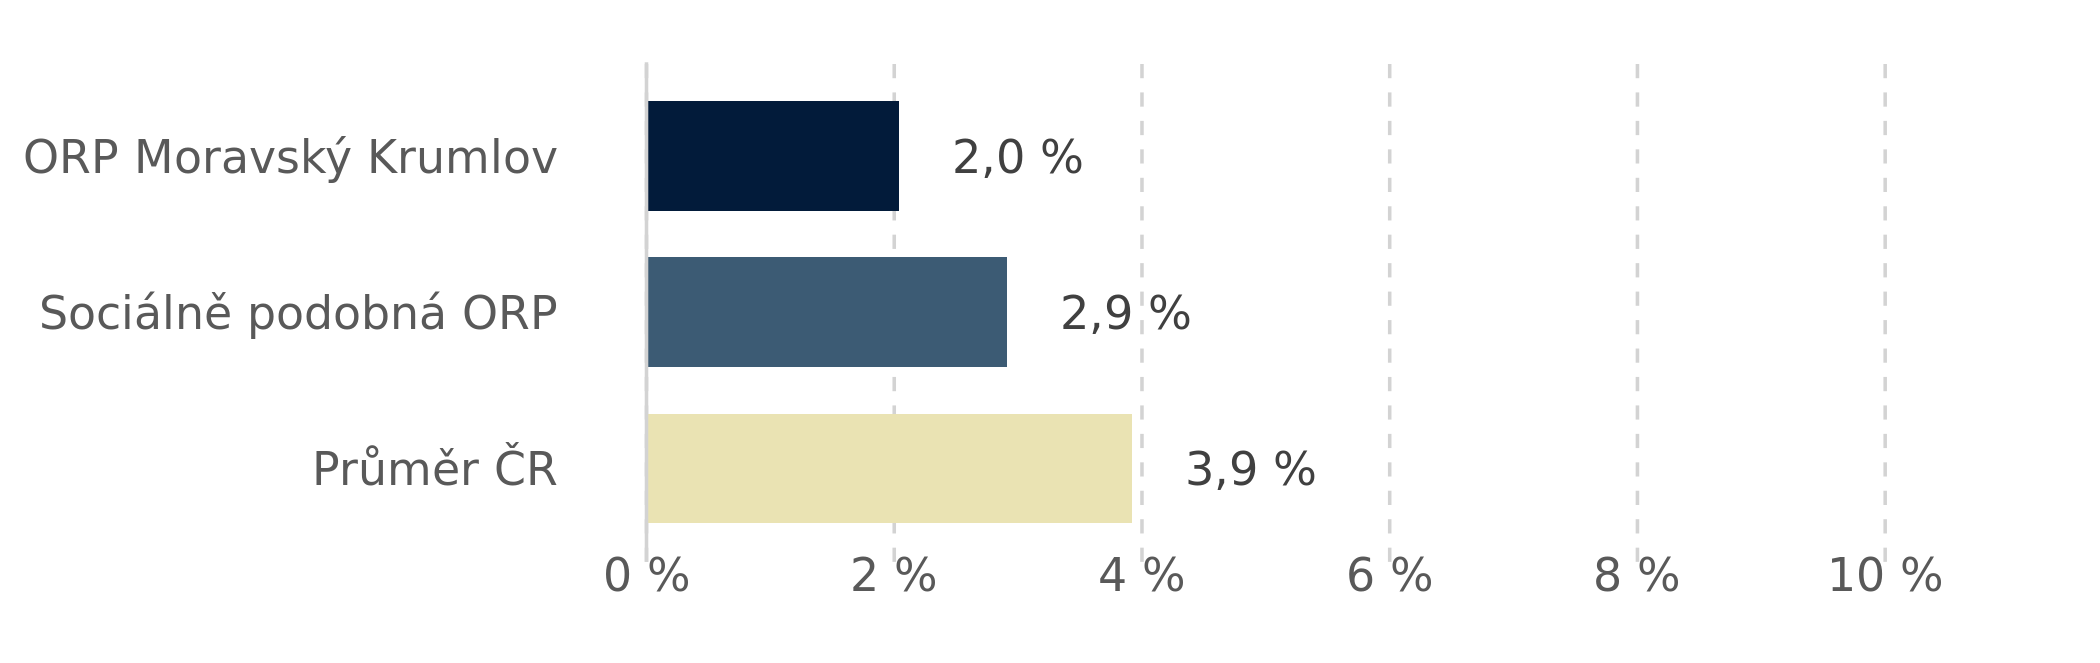 ORP Moravský Krumlov
2,0 %
Sociálně podobná ORP
2,9 %
Průměr ČR
3,9 %
0 % 2 % 4 % 6 % 8 % 10 %